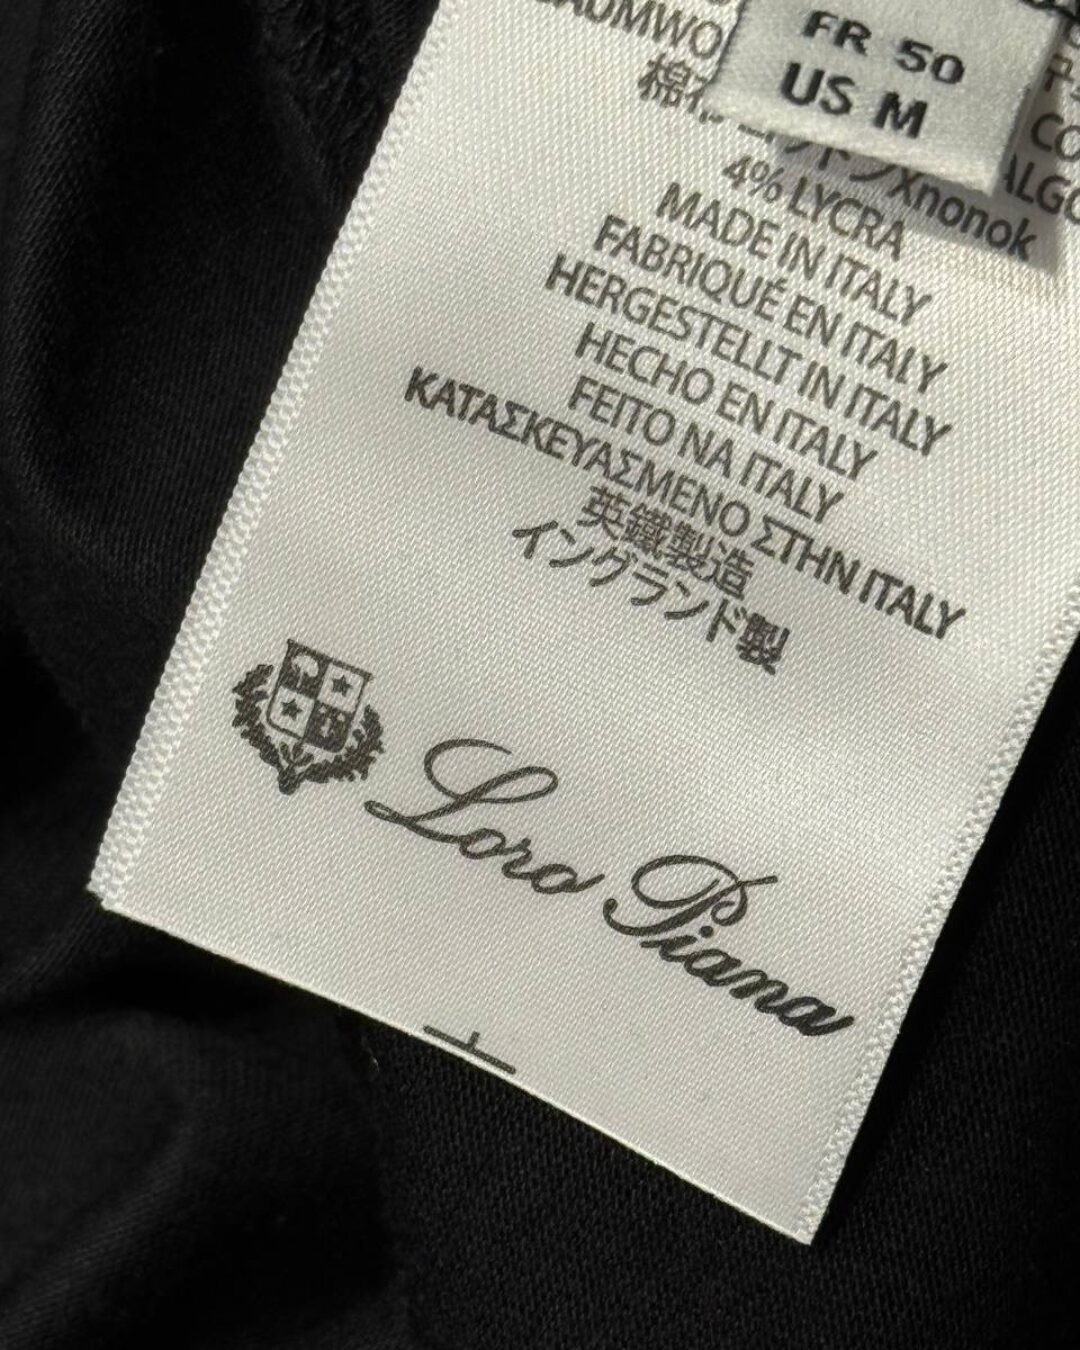 FR 50
US M
4% LYCRA
MADE IN ITALY
FABRIQUÉ EN ITALY
HERGESTELLT IN ITALY
HECHO EN ITALY
FEITO NA ITALY
ΚΑΤΑΣΚΕΥΑΣΜΕΝΟ ΣΤΗΝ ITALY
英鐵製造
イングランド製
Loro Piana